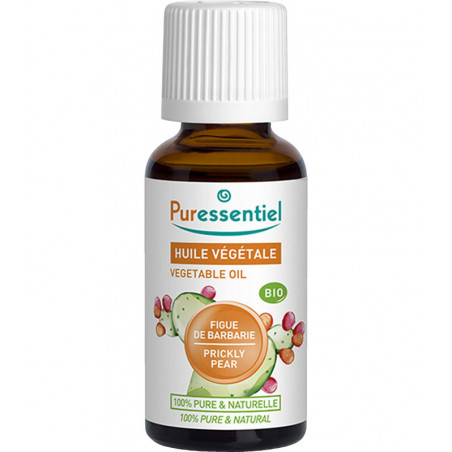 Puressentiel
HUILE VÉGÉTALE
VEGETABLE OIL
BIO
FIGUE
DE BARBARIE
PRICKLY
PEAR
100% PURE & NATURELLE
100% PURE & NATURAL